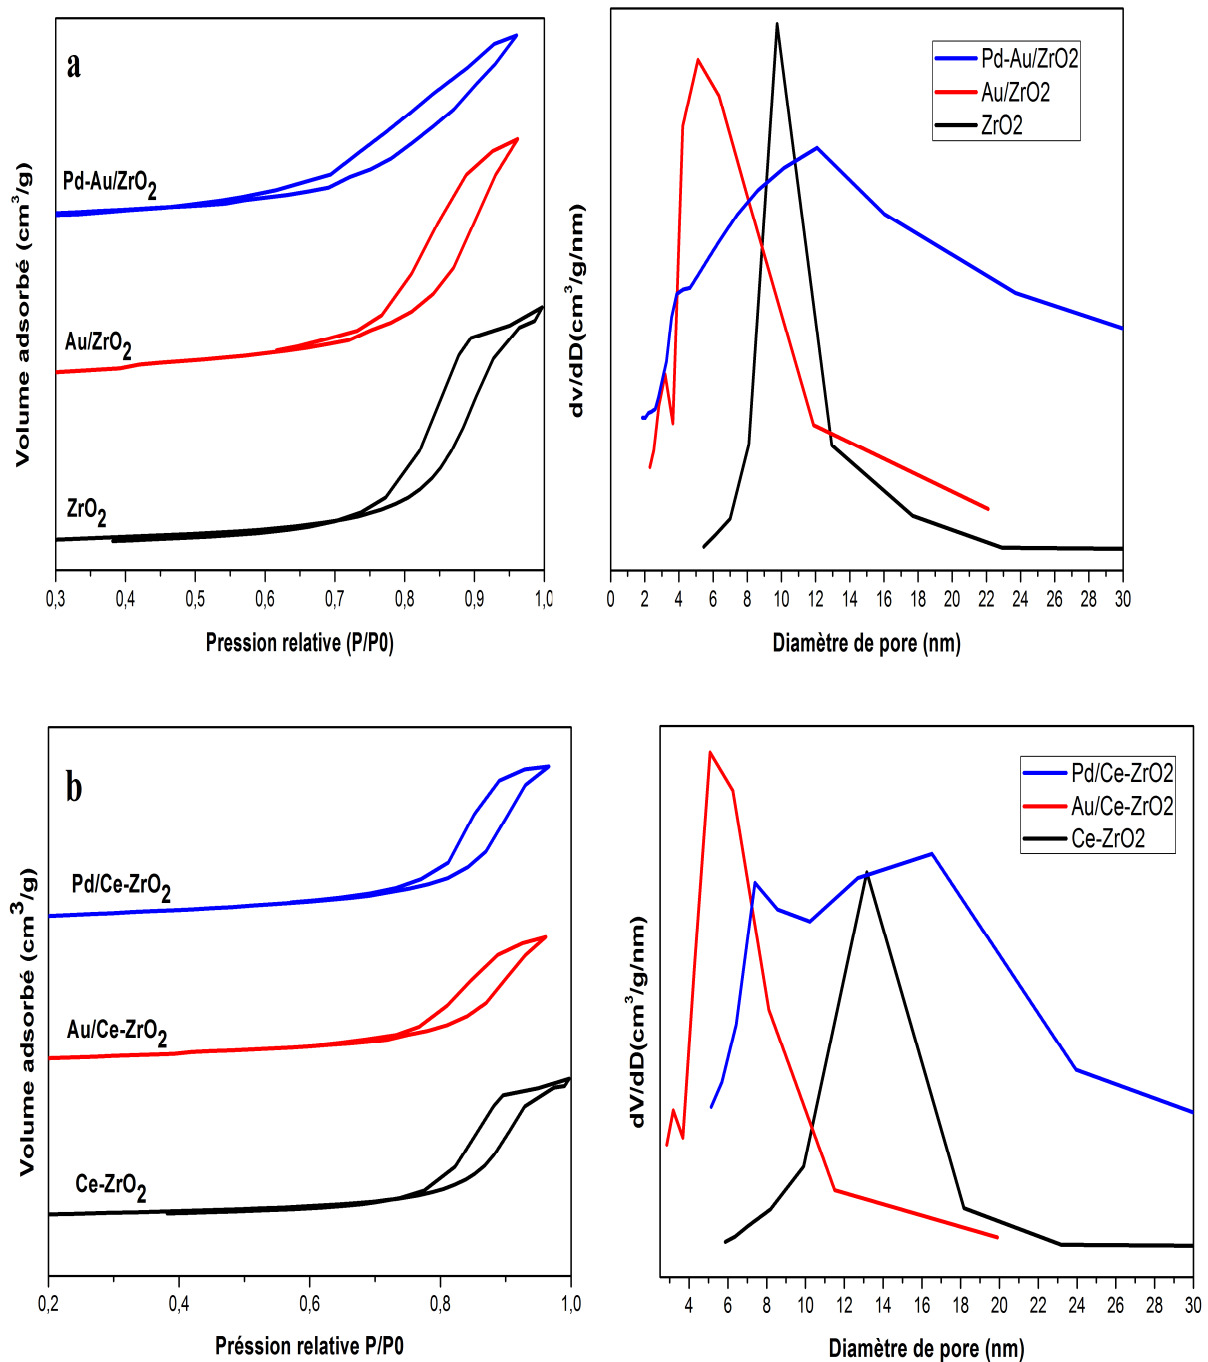 a
Pd-Au/ZrO2
Au/ZrO2
ZrO2
Volume adsorbé (cm3/g)
0,3 0,4 0,5 0,6 0,7 0,8 0,9 1,0
Pression relative (P/P0)
Pd-Au/ZrO2
Au/ZrO2
ZrO2
dv/dD(cm3/g/nm)
0 2 4 6 8 10 12 14 16 18 20 22 24 26 28 30
Diamètre de pore (nm)
b
Pd/Ce-ZrO2
Au/Ce-ZrO2
Ce-ZrO2
Volume adsorbé (cm3/g)
0,2 0,4 0,6 0,8 1,0
Préssion relative P/P0
Pd/Ce-ZrO2
Au/Ce-ZrO2
Ce-ZrO2
dV/dD(cm3/g/nm)
4 6 8 10 12 14 16 18 20 22 24 26 28 30
Diamètre de pore (nm)